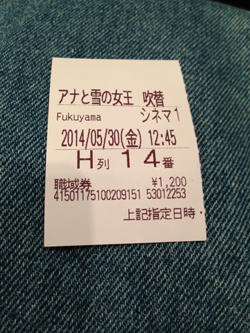 アナと雪の女王 吹替
Fukuyama シネマ1
2014/05/30(金) 12:45
H列 14番
職域券 ¥1,200
41501175100209151 53012253
上記指定日時・